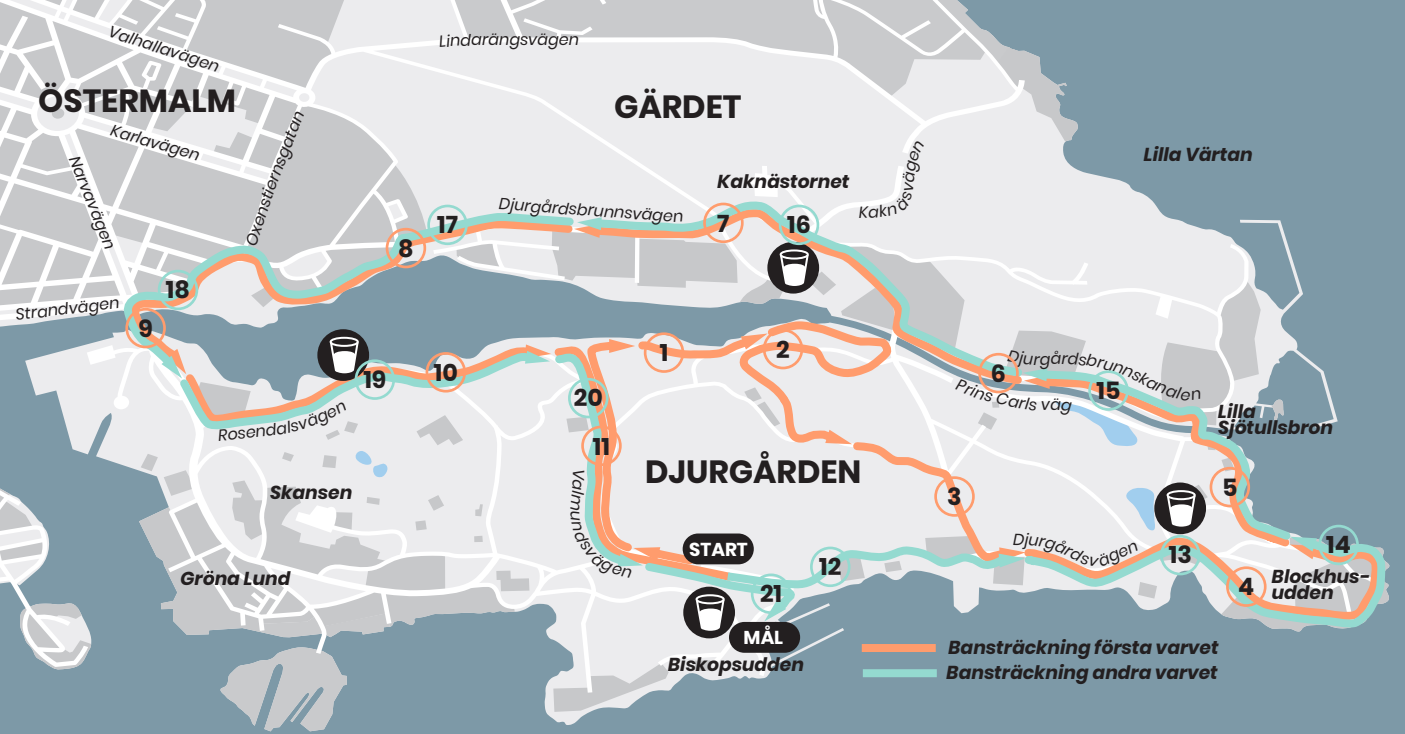 Valhallavägen
Lindarängsvägen
ÖSTERMALM
GÄRDET
Karlavägen
Oxenstiernsgatan
Narvavägen
Lilla Värtan
Kaknästornet
Kaknäsvägen
Djurgårdsbrunnsvägen
17
7
16
8
18
Strandvägen
9
1
2
19
10
6
Djurgårdsbrunnskanalen
15
Prins Carls väg
20
Rosendalsvägen
Lilla
Sjötullsbron
11
DJURGÅRDEN
Skansen
5
3
Valmundsvägen
START
Djurgårdsvägen
14
13
12
Gröna Lund
4
Blockhus-
udden
21
MÅL
Biskopsudden
Bansträckning första varvet
Bansträckning andra varvet